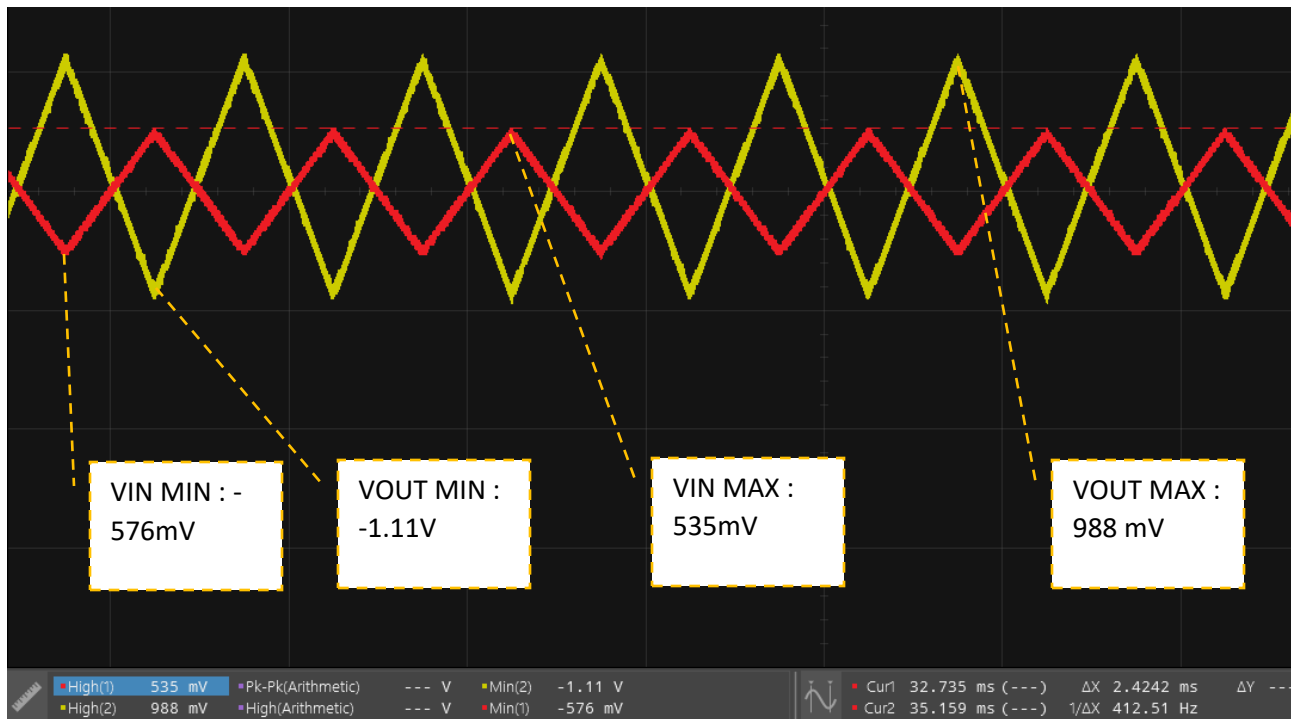 VIN MIN : -
576mV
VOUT MIN :
-1.11V
VIN MAX :
535mV
VOUT MAX :
988 mV
High(1) 535 mV Pk-Pk(Arithmetic) --- V Min(2) -1.11 V Cur1 32.735 ms (---) ΔX 2.4242 ms ΔY ---
High(2) 988 mV High(Arithmetic) --- V Min(1) -576 mV Cur2 35.159 ms 1/ΔX 412.51 Hz